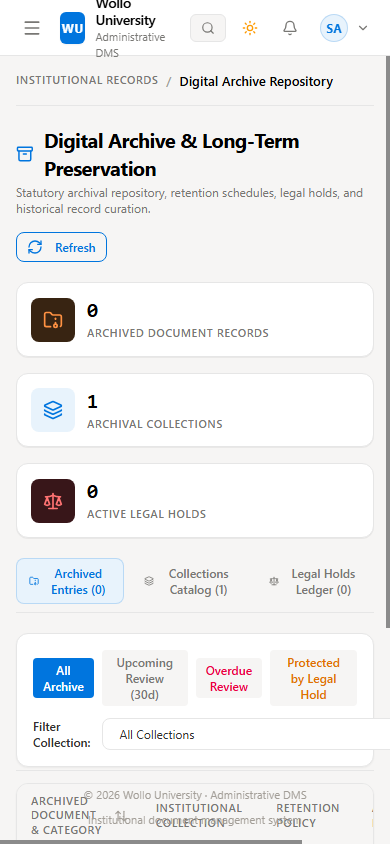 Wollo
University
WU
Administrative
DMS
SA
INSTITUTIONAL RECORDS / Digital Archive Repository
Digital Archive & Long-Term
Preservation
Statutory archival repository, retention schedules, legal holds, and
historical record curation.
Refresh
0
ARCHIVED DOCUMENT RECORDS
1
ARCHIVAL COLLECTIONS
0
ACTIVE LEGAL HOLDS
Archived
Entries (0)
Collections
Catalog (1)
Legal Holds
Ledger (0)
All
Archive
Upcoming
Review
(30d)
Overdue
Review
Protected
by Legal
Hold
Filter
Collection:
All Collections
© 2026 Wollo University · Administrative DMS
Institutional document management system
ARCHIVED
DOCUMENT
& CATEGORY
INSTITUTIONAL
COLLECTION
RETENTION
POLICY